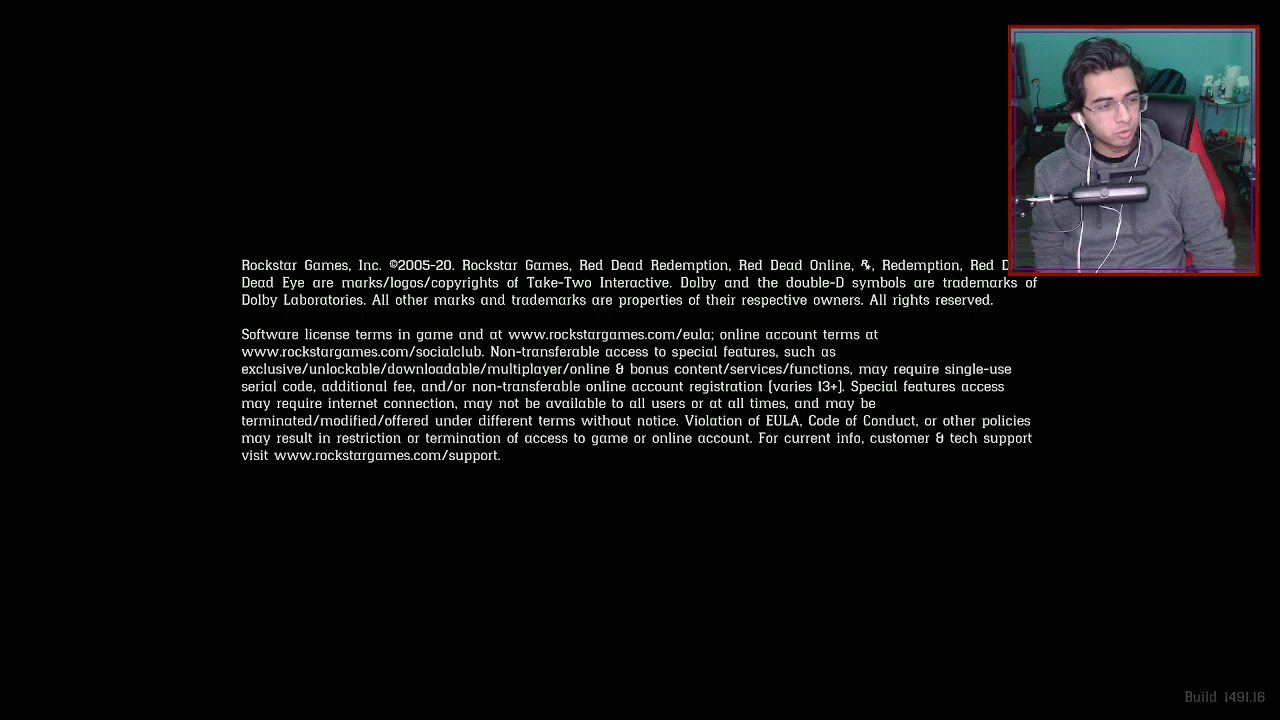 Rockstar Games, Inc. ©2005-20. Rockstar Games, Red Dead Redemption, Red Dead Online, R★, Redemption, Red
Dead Eye are marks/logos/copyrights of Take-Two Interactive. Dolby and the double-D symbols are trademarks of
Dolby Laboratories. All other marks and trademarks are properties of their respective owners. All rights reserved.
Software license terms in game and at www.rockstargames.com/eula; online account terms at
www.rockstargames.com/socialclub. Non-transferable access to special features, such as
exclusive/unlockable/downloadable/multiplayer/online & bonus content/services/functions, may require single-use
serial code, additional fee, and/or non-transferable online account registration (varies 13+). Special features access
may require internet connection, may not be available to all users or at all times, and may be
terminated/modified/offered under different terms without notice. Violation of EULA, Code of Conduct, or other policies
may result in restriction or termination of access to game or online account. For current info, customer & tech support
visit www.rockstargames.com/support.
Build 1491.16